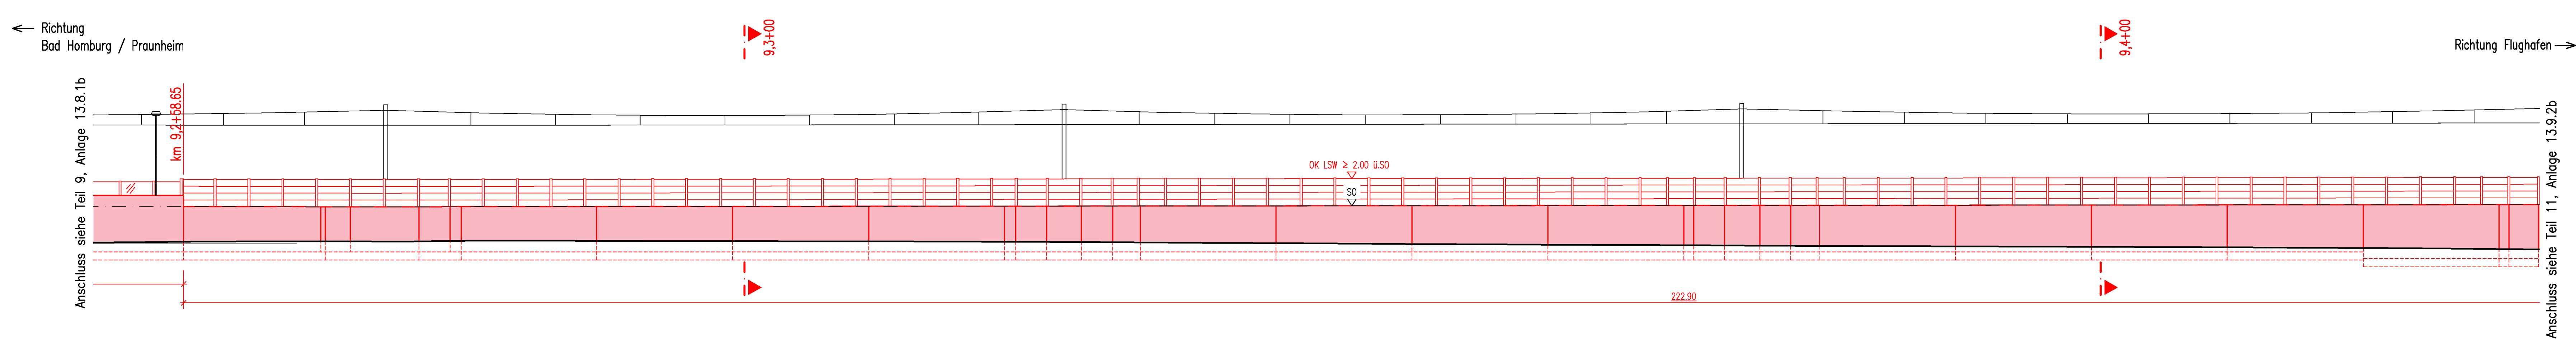 Richtung
Bad Homburg / Praunheim
9,3+00
9,4+00
Richtung Flughafen
Anschluss siehe Teil 9, Anlage 13.8.1b
km 9,2+58.65
OK LSW ≥ 2.00 ü.SO
SO
222.90
Anschluss siehe Teil 11, Anlage 13.9.2b